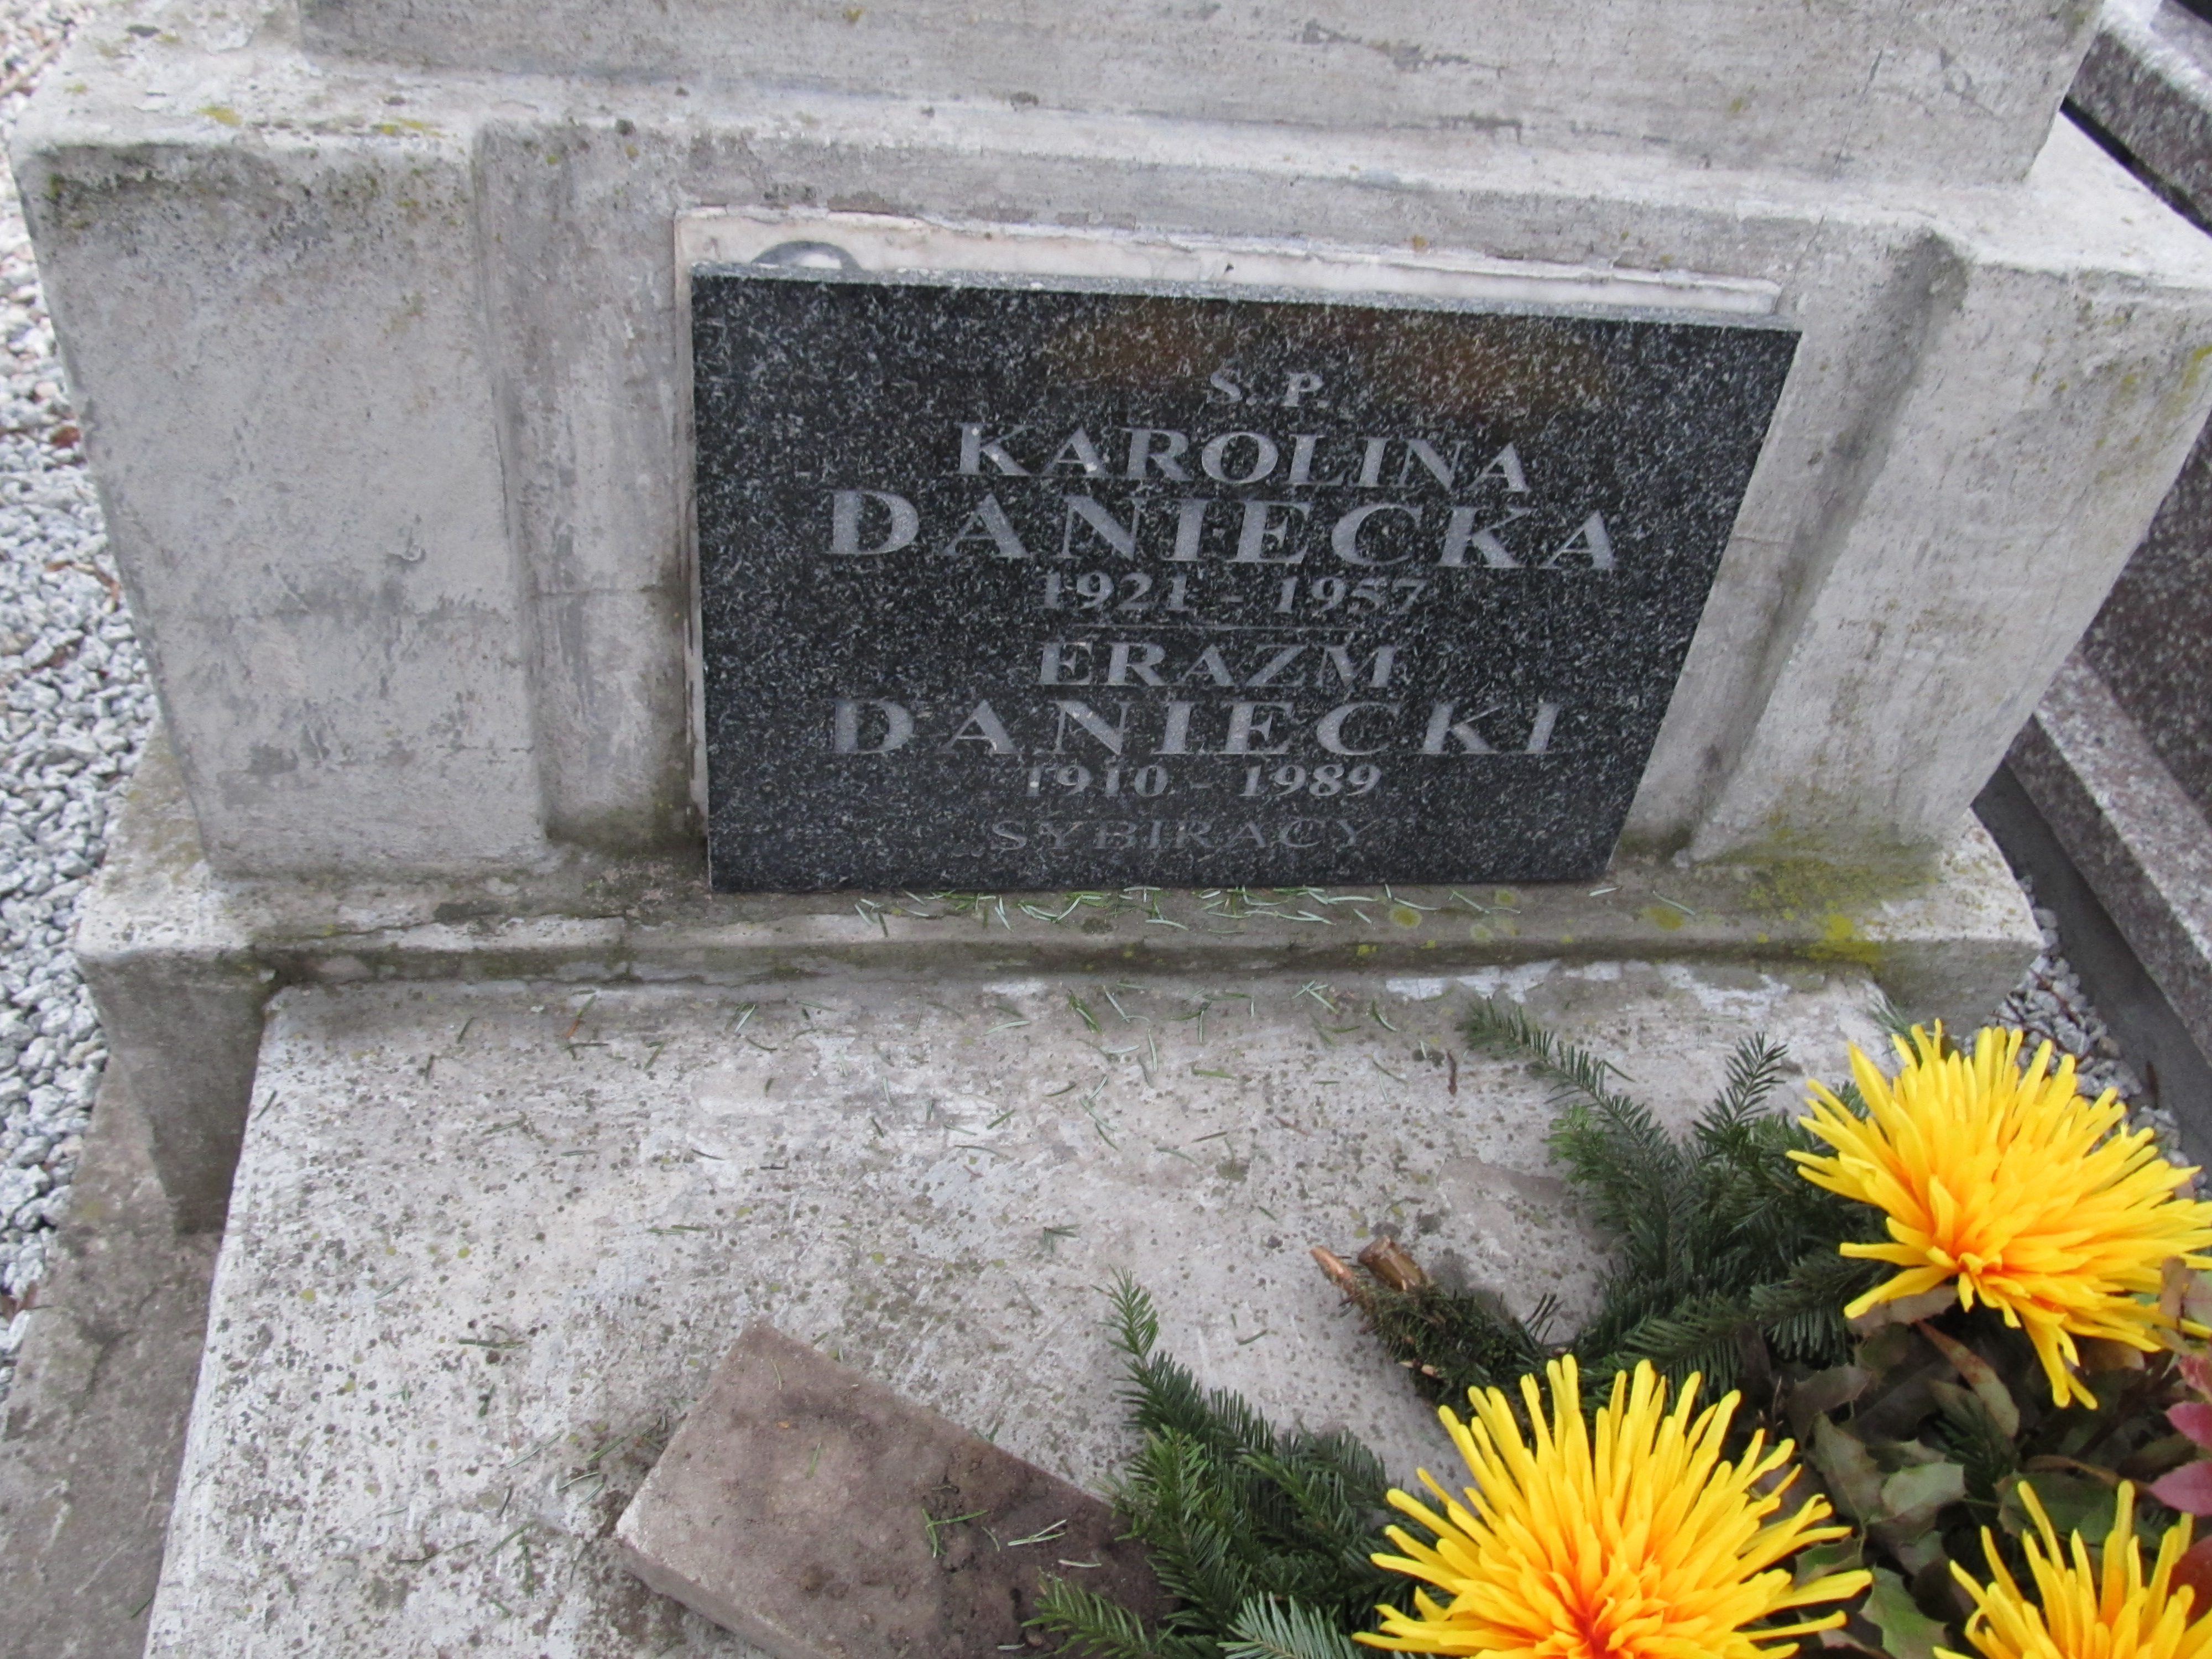 Ś. P.
KAROLINA
DANIECKA
1921 - 1957
ERAZM
DANIECKI
1910 - 1989
SYBIRACY